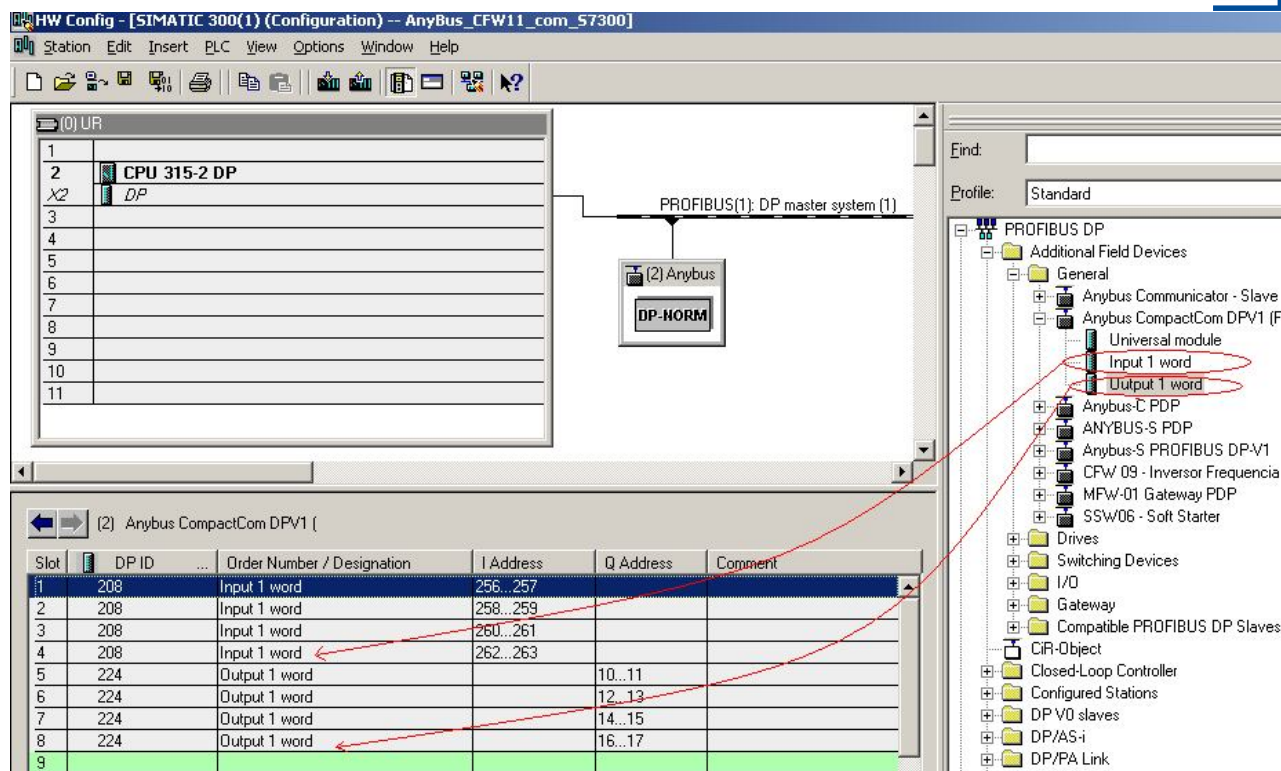 HW Config - [SIMATIC 300(1) (Configuration) -- AnyBus_CFW11_com_S7300]
Station Edit Insert PLC View Options Window Help
(0) UR
1
2 CPU 315-2 DP
X2 DP
3
4
5
6
7
8
9
10
11
PROFIBUS(1): DP master system (1)
(2) Anybus
DP-NORM
Find:
Profile: Standard
PROFIBUS DP
Additional Field Devices
General
Anybus Communicator - Slave
Anybus CompactCom DPV1 (F
Universal module
Input 1 word
Output 1 word
Anybus-C PDP
ANYBUS-S PDP
Anybus-S PROFIBUS DP-V1
CFW 09 - Inversor Frequencia
MFW-01 Gateway PDP
SSW06 - Soft Starter
Drives
Switching Devices
I/O
Gateway
Compatible PROFIBUS DP Slaves
CiR-Object
Closed-Loop Controller
Configured Stations
DP V0 slaves
DP/AS-i
DP/PA Link
(2) Anybus CompactCom DPV1 (
Slot DP ID ... Order Number / Designation I Address Q Address Comment
1 208 Input 1 word 256...257
2 208 Input 1 word 258...259
3 208 Input 1 word 260...261
4 208 Input 1 word 262...263
5 224 Output 1 word 10...11
6 224 Output 1 word 12...13
7 224 Output 1 word 14...15
8 224 Output 1 word 16...17
9